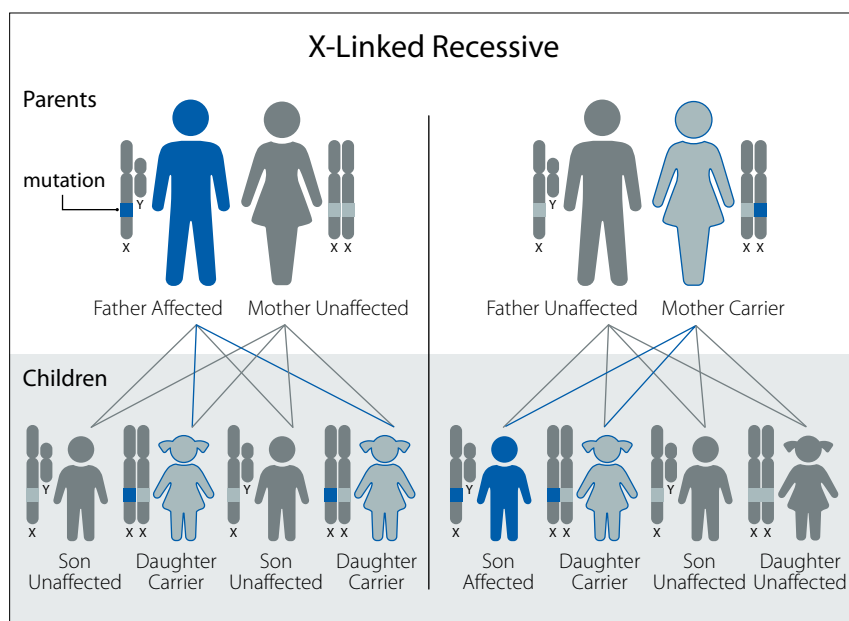 X-Linked Recessive
Parents
mutation
Y
X
X X
Father Affected
Mother Unaffected
Y
X
X X
Father Unaffected
Mother Carrier
Children
Y
X
Son
Unaffected
X X
Daughter
Carrier
Y
X
Son
Unaffected
X X
Daughter
Carrier
Y
X
Son
Affected
X X
Daughter
Carrier
Y
X
Son
Unaffected
X X
Daughter
Unaffected